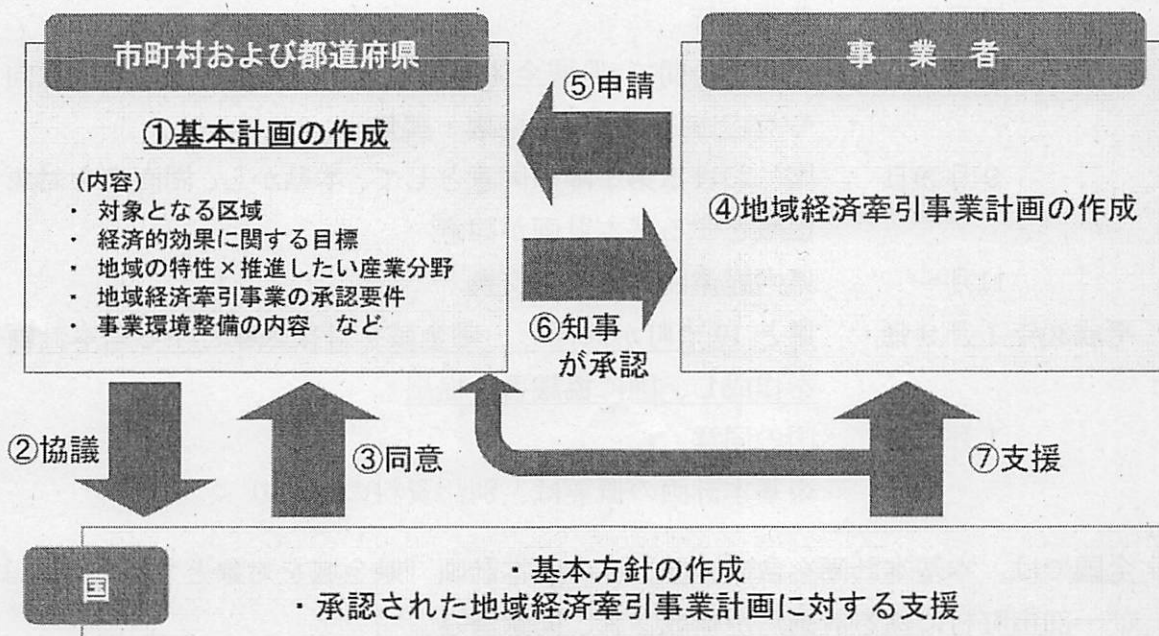 市町村および都道府県
①基本計画の作成
(内容)
・ 対象となる区域
・ 経済的効果に関する目標
・ 地域の特性×推進したい産業分野
・ 地域経済牽引事業の承認要件
・ 事業環境整備の内容 など
⑤申請
⑥知事
が承認
事 業 者
④地域経済牽引事業計画の作成
②協議
③同意
⑦支援
国
・基本方針の作成
・承認された地域経済牽引事業計画に対する支援